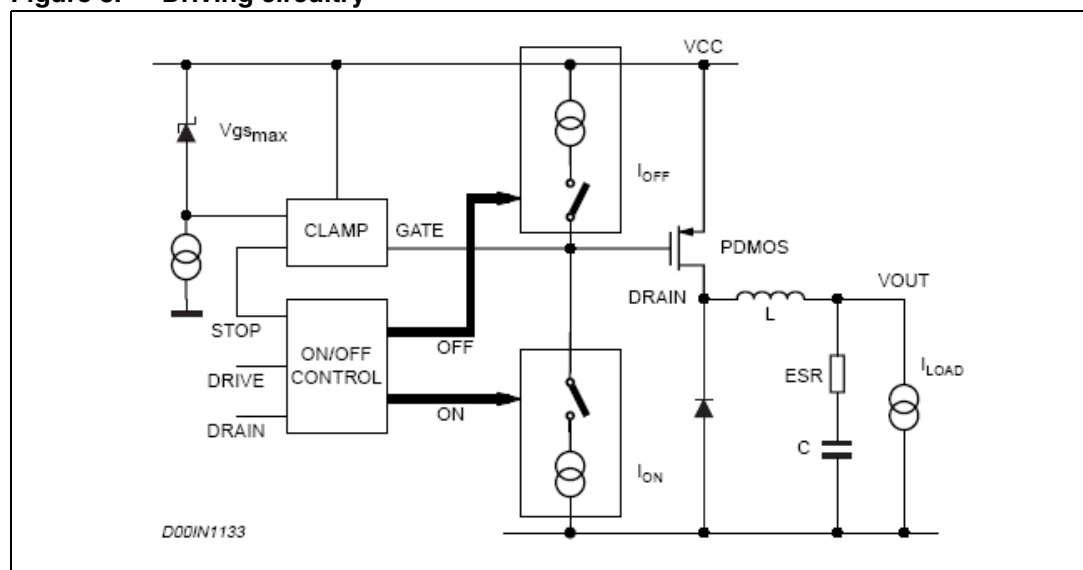 Figure 8. Driving circuitry
VCC
Vgsmax
IOFF
CLAMP
GATE
PDMOS
VOUT
DRAIN
L
STOP
OFF
ON/OFF
CONTROL
DRIVE
ESR
ILOAD
DRAIN
ON
C
ION
D00IN1133